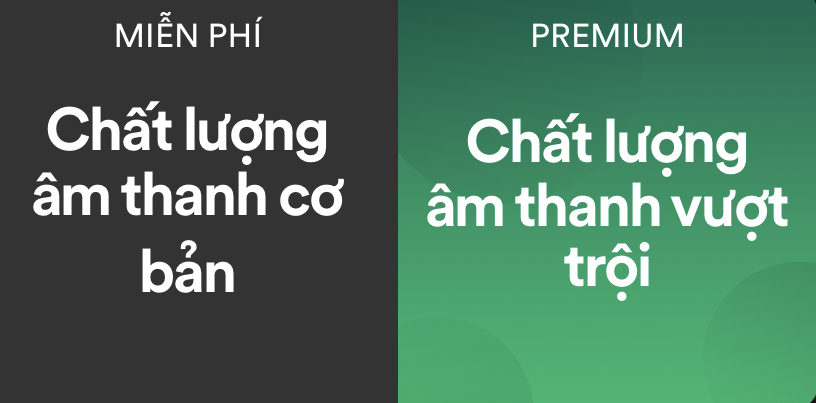 MIỄN PHÍ
Chất lượng
âm thanh cơ
bản
PREMIUM
Chất lượng
âm thanh vượt
trội